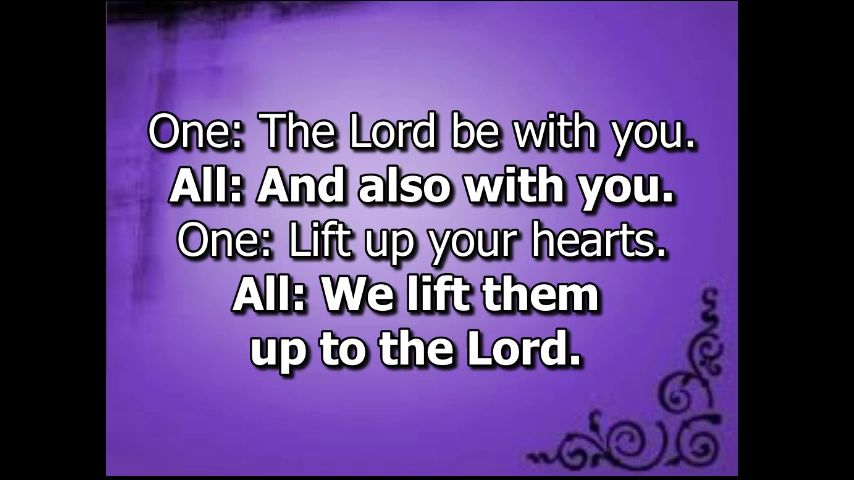 One: The Lord be with you.
All: And also with you.
One: Lift up your hearts.
All: We lift them
up to the Lord.